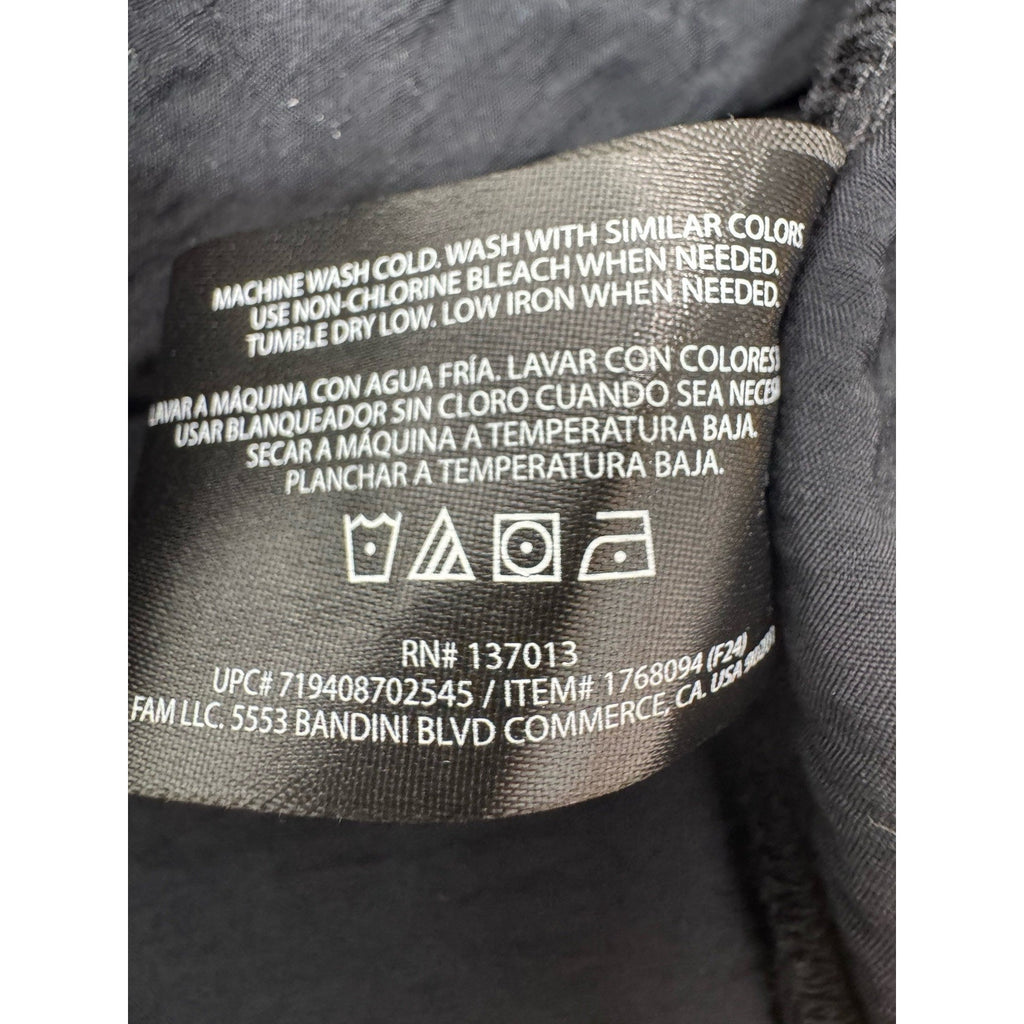 MACHINE WASH COLD. WASH WITH SIMILAR COLORS
USE NON-CHLORINE BLEACH WHEN NEEDED.
TUMBLE DRY LOW. LOW IRON WHEN NEEDED.
LAVAR A MÁQUINA CON AGUA FRÍA. LAVAR CON COLORES
USAR BLANQUEADOR SIN CLORO CUANDO SEA
SECAR A MÁQUINA A TEMPERATURA BAJA.
PLANCHAR A TEMPERATURA BAJA.
RN# 137013
UPC# 719408702545 / ITEM# 1768094 (F24)
FAM LLC. 5553 BANDINI BLVD COMMERCE, CA. USA